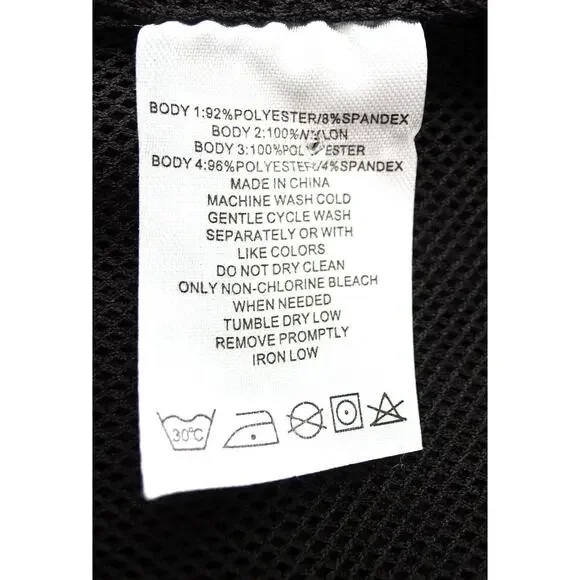 BODY 1:92%POLYESTER/8%SPANDEX
BODY 2:100%NYLON
BODY 3:100%POLYESTER
BODY 4:96%POLYESTER/4%SPANDEX
MADE IN CHINA
MACHINE WASH COLD
GENTLE CYCLE WASH
SEPARATELY OR WITH
LIKE COLORS
DO NOT DRY CLEAN
ONLY NON-CHLORINE BLEACH
WHEN NEEDED
TUMBLE DRY LOW
REMOVE PROMPTLY
IRON LOW
30°C